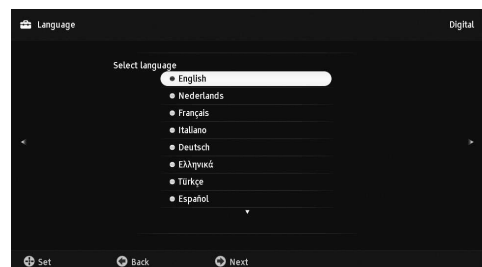 Language
Digital
Select language
English
Nederlands
Français
Italiano
Deutsch
Ελληνικά
Türkçe
Español
Set Back Next